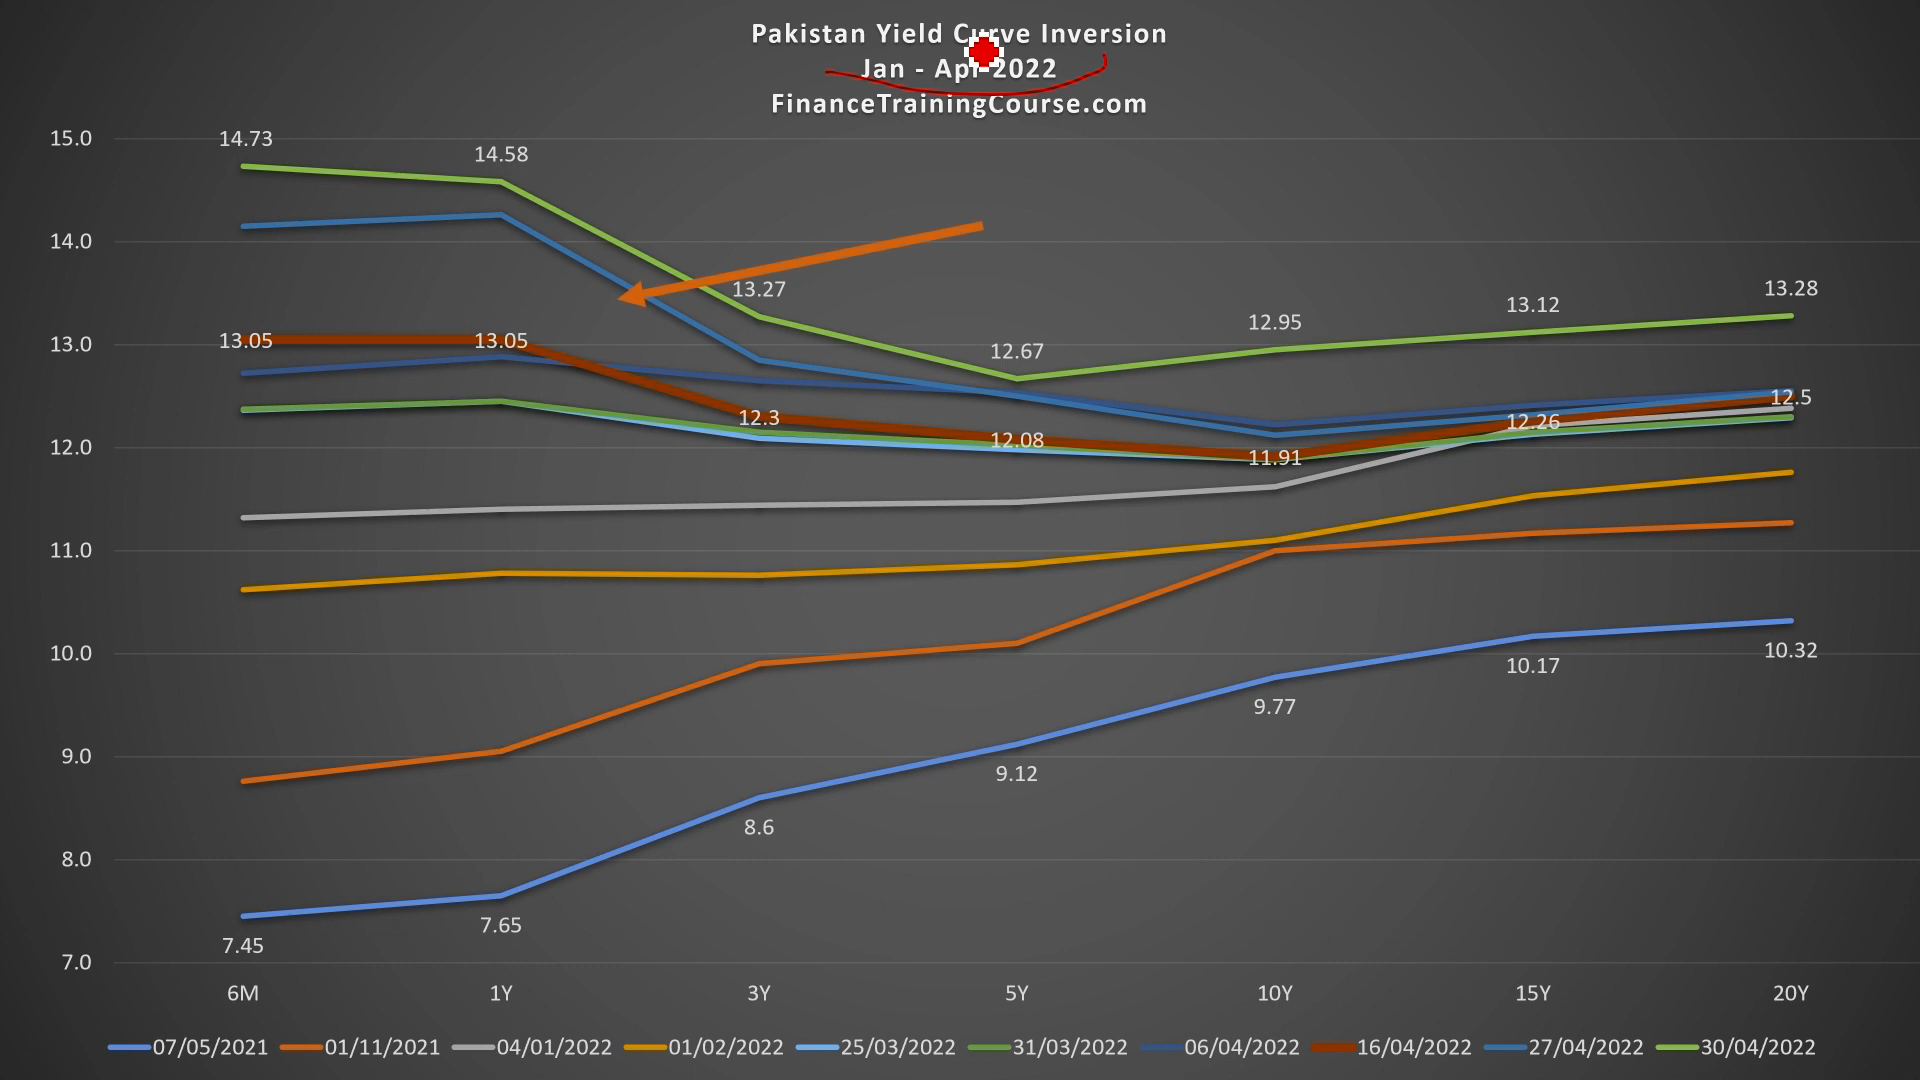 Pakistan Yield Curve Inversion
Jan - Apr 2022
FinanceTrainingCourse.com
15.0
14.0
13.0
12.0
11.0
10.0
9.0
8.0
7.0
14.73 14.58 13.27 12.67 12.95 13.12 13.28
13.05 13.05 12.3 12.08 11.91 12.26 12.5
7.45 7.65 8.6 9.12 9.77 10.17 10.32
6M 1Y 3Y 5Y 10Y 15Y 20Y
07/05/2021 01/11/2021 04/01/2022 01/02/2022 25/03/2022 31/03/2022 06/04/2022 16/04/2022 27/04/2022 30/04/2022